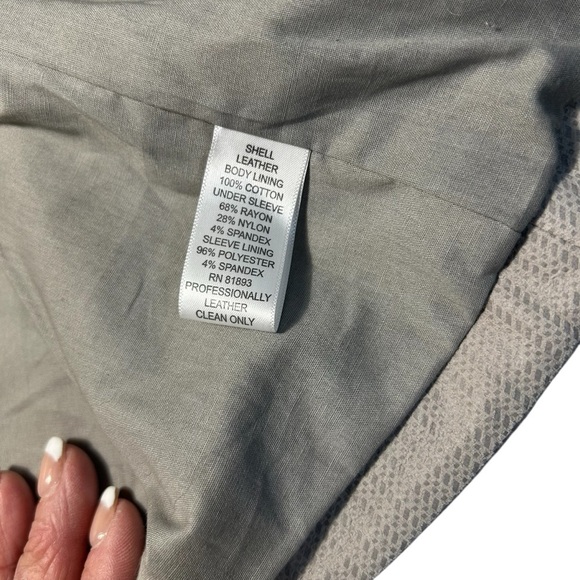 SHELL
LEATHER
BODY LINING
100% COTTON
UNDER SLEEVE
68% RAYON
28% NYLON
4% SPANDEX
SLEEVE LINING
96% POLYESTER
4% SPANDEX
RN 81893
PROFESSIONALLY
LEATHER
CLEAN ONLY